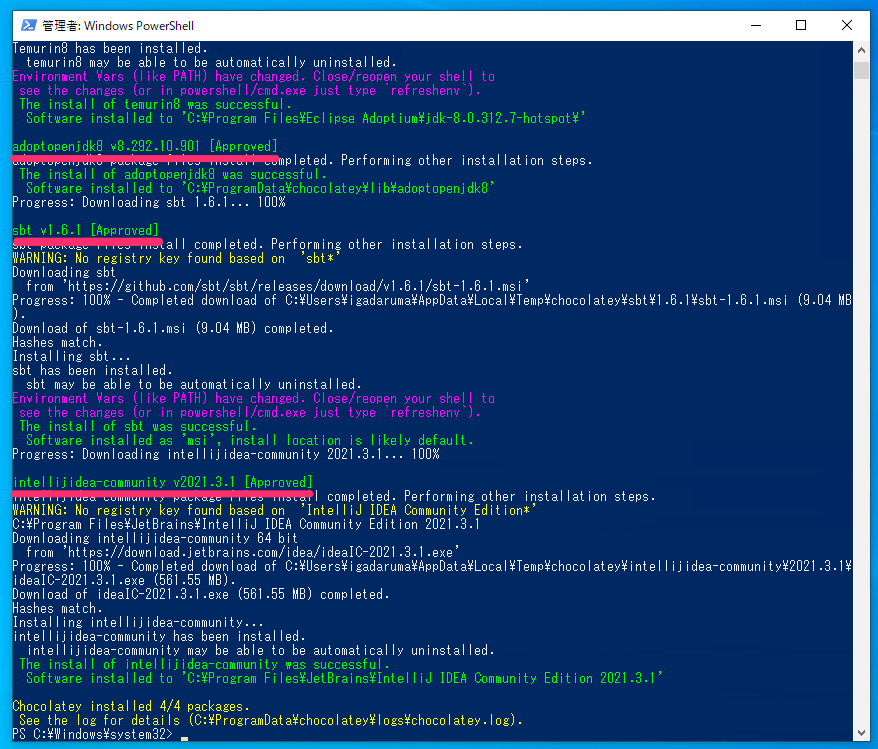 管理者: Windows PowerShell
Temurin8 has been installed.
  temurin8 may be able to be automatically uninstalled.
Environment Vars (like PATH) have changed. Close/reopen your shell to
 see the changes (or in powershell/cmd.exe just type `refreshenv`).
 The install of temurin8 was successful.
  Software installed to 'C:¥Program Files¥Eclipse Adoptium¥jdk-8.0.312.7-hotspot¥'

adoptopenjdk8 v8.292.10.901 [Approved]
adoptopenjdk8 package files install completed. Performing other installation steps.
 The install of adoptopenjdk8 was successful.
  Software installed to 'C:¥ProgramData¥chocolatey¥lib¥adoptopenjdk8'
Progress: Downloading sbt 1.6.1... 100%

sbt v1.6.1 [Approved]
sbt package files install completed. Performing other installation steps.
WARNING: No registry key found based on  'sbt*'
Downloading sbt
  from 'https://github.com/sbt/sbt/releases/download/v1.6.1/sbt-1.6.1.msi'
Progress: 100% - Completed download of C:¥Users¥igadaruma¥AppData¥Local¥Temp¥chocolatey¥sbt¥1.6.1¥sbt-1.6.1.msi (9.04 MB
).
Download of sbt-1.6.1.msi (9.04 MB) completed.
Hashes match.
Installing sbt...
sbt has been installed.
  sbt may be able to be automatically uninstalled.
Environment Vars (like PATH) have changed. Close/reopen your shell to
 see the changes (or in powershell/cmd.exe just type `refreshenv`).
 The install of sbt was successful.
  Software installed as 'msi', install location is likely default.
Progress: Downloading intellijidea-community 2021.3.1... 100%

intellijidea-community v2021.3.1 [Approved]
intellijidea-community package files install completed. Performing other installation steps.
WARNING: No registry key found based on  'IntelliJ IDEA Community Edition*'
C:¥Program Files¥JetBrains¥IntelliJ IDEA Community Edition 2021.3.1
Downloading intellijidea-community 64 bit
  from 'https://download.jetbrains.com/idea/ideaIC-2021.3.1.exe'
Progress: 100% - Completed download of C:¥Users¥igadaruma¥AppData¥Local¥Temp¥chocolatey¥intellijidea-community¥2021.3.1¥
ideaIC-2021.3.1.exe (561.55 MB).
Download of ideaIC-2021.3.1.exe (561.55 MB) completed.
Hashes match.
Installing intellijidea-community...
intellijidea-community has been installed.
  intellijidea-community may be able to be automatically uninstalled.
 The install of intellijidea-community was successful.
  Software installed to 'C:¥Program Files¥JetBrains¥IntelliJ IDEA Community Edition 2021.3.1'

Chocolatey installed 4/4 packages.
 See the log for details (C:¥ProgramData¥chocolatey¥logs¥chocolatey.log).
PS C:¥Windows¥system32> _